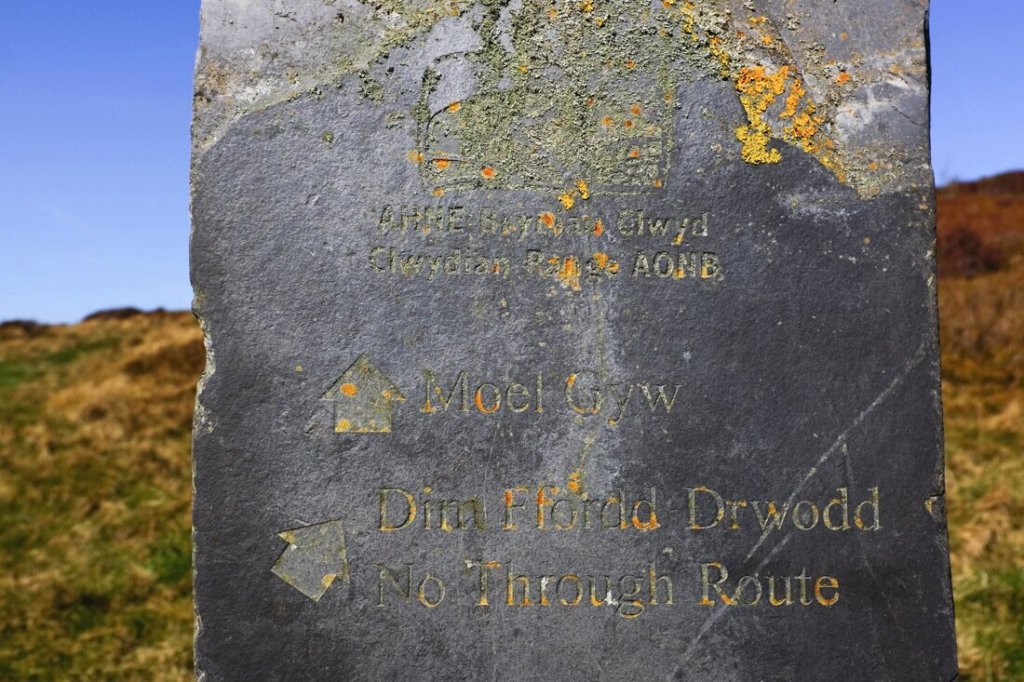 AHNE Bryniau Clwyd
Clwydian Range AONB
Moel Gyw
Dim Ffordd Drwodd
No Through Route